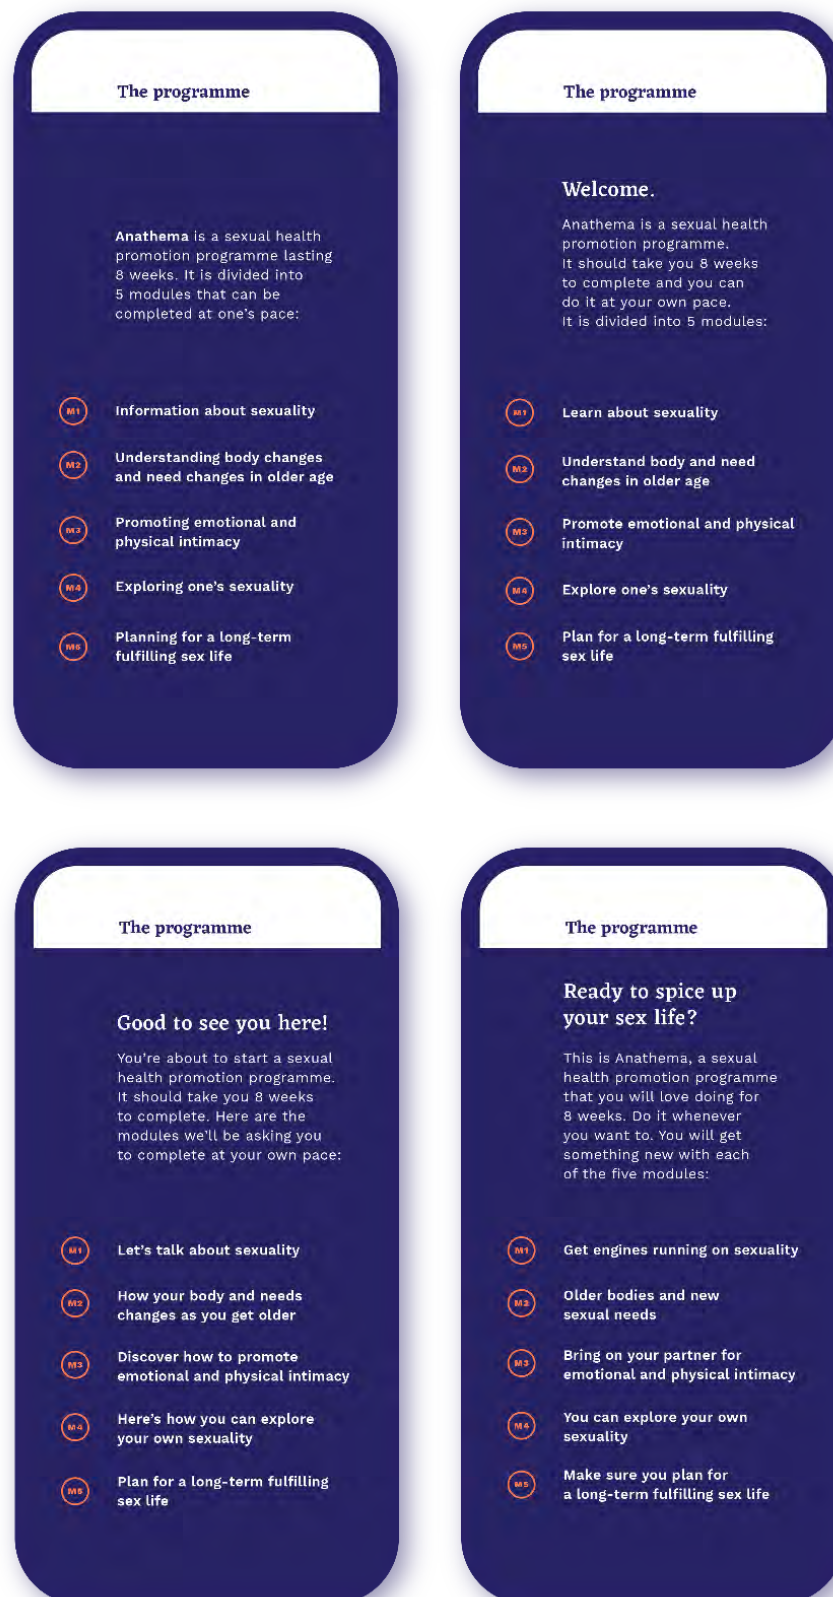 The programme
Anathema is a sexual health
promotion programme lasting
8 weeks. It is divided into
5 modules that can be
completed at one's pace:
M1
Information about sexuality
M2
Understanding body changes
and need changes in older age
M3
Promoting emotional and
physical intimacy
M4
Exploring one's sexuality
M5
Planning for a long-term
fulfilling sex life
The programme
Welcome.
Anathema is a sexual health
promotion programme.
It should take you 8 weeks
to complete and you can
do it at your own pace.
It is divided into 5 modules:
M1
Learn about sexuality
M2
Understand body and need
changes in older age
M3
Promote emotional and physical
intimacy
M4
Explore one's sexuality
M5
Plan for a long-term fulfilling
sex life
The programme
Good to see you here!
You're about to start a sexual
health promotion programme.
It should take you 8 weeks
to complete. Here are the
modules we'll be asking you
to complete at your own pace:
M1
Let's talk about sexuality
M2
How your body and needs
changes as you get older
M3
Discover how to promote
emotional and physical intimacy
M4
Here's how you can explore
your own sexuality
M5
Plan for a long-term fulfilling
sex life
The programme
Ready to spice up
your sex life?
This is Anathema, a sexual
health promotion programme
that you will love doing for
8 weeks. Do it whenever
you want to. You will get
something new with each
of the five modules:
M1
Get engines running on sexuality
M2
Older bodies and new
sexual needs
M3
Bring on your partner for
emotional and physical intimacy
M4
You can explore your own
sexuality
M5
Make sure you plan for
a long-term fulfilling sex life